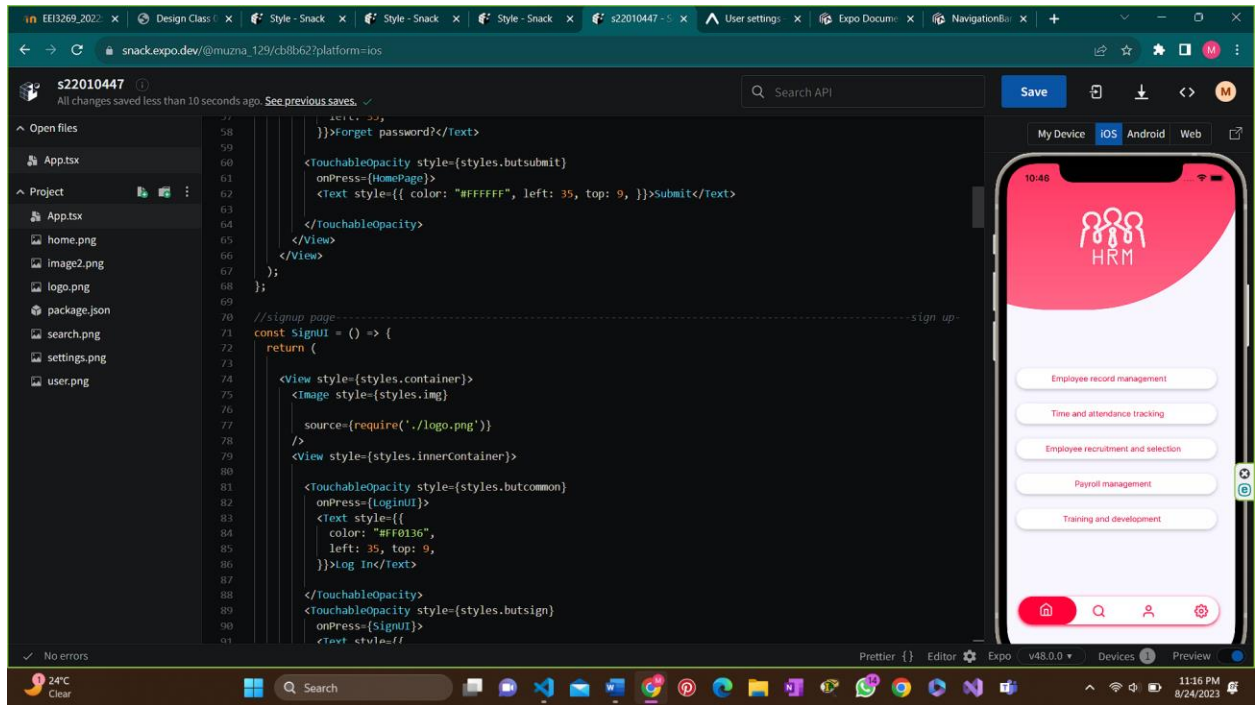 EEI3269_2022
Design Class
Style - Snack
Style - Snack
Style - Snack
s22010447 - S
User settings
Expo Docume
NavigationBar
snack.expo.dev/@muzna_129/cb8b62?platform=ios
M
s22010447
All changes saved less than 10 seconds ago. See previous saves.
Search API
Save
M
Open files
App.tsx
Project
App.tsx
home.png
image2.png
logo.png
package.json
search.png
settings.png
user.png
57 left: 35,
58 }}>Forget password?</Text>
59
60 <TouchableOpacity style={styles.butsubmit}
61 onPress={HomePage}>
62 <Text style={{ color: "#FFFFFF", left: 35, top: 9, }}>Submit</Text>
63
64 </TouchableOpacity>
65 </View>
66 </View>
67 );
68 };
69
70 //signup page-----------------------------------------------------------------------------------------sign up-
71 const SignUI = () => {
72 return (
73
74 <View style={styles.container}>
75 <Image style={styles.img}
76
77 source={require('./logo.png')}
78 />
79 <View style={styles.innerContainer}>
80
81 <TouchableOpacity style={styles.butcommon}
82 onPress={LoginUI}>
83 <Text style={{
84 color: "#FF0136",
85 left: 35, top: 9,
86 }}>Log In</Text>
87
88 </TouchableOpacity>
89 <TouchableOpacity style={styles.butsign}
90 onPress={SignUI}>
91 <Text style={{
My Device iOS Android Web
10:46
HRM
Employee record management
Time and attendance tracking
Employee recruitment and selection
Payroll management
Training and development
No errors
Prettier {} Editor Expo v48.0.0 Devices 1 Preview
1
24°C
Clear
Search
14
11:16 PM
8/24/2023